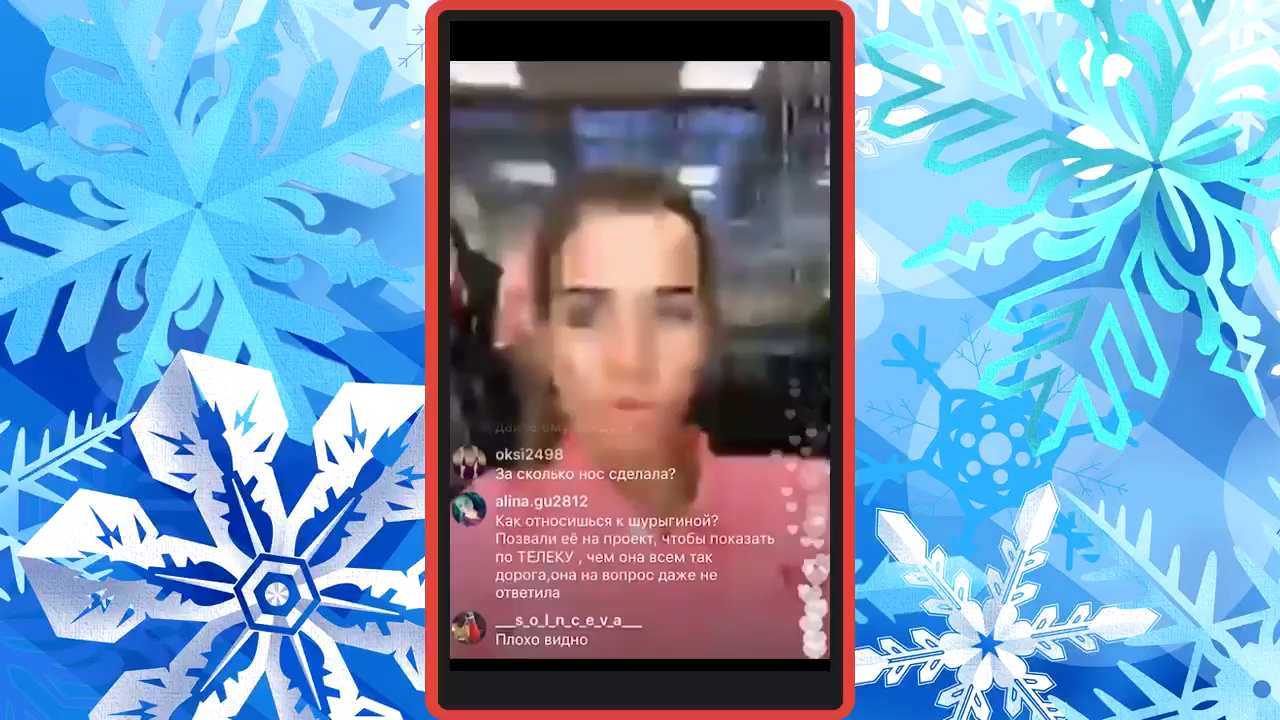 oksi2498
За сколько нос сделала?
alina.gu2812
Как относишься к шурыгиной?
Позвали её на проект, чтобы показать
по ТЕЛЕКУ , чем она всем так
дорога,она на вопрос даже не
ответила
__s_o_l_n_c_e_v_a__
Плохо видно